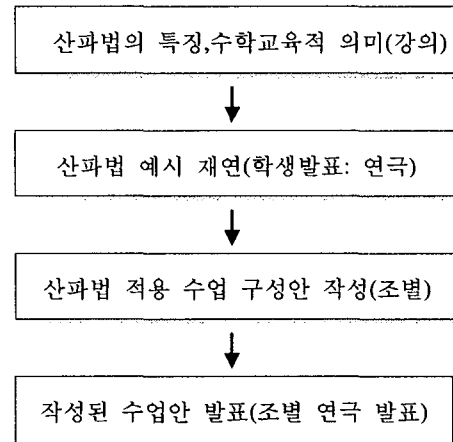 산파법의 특징,수학교육적 의미(강의)
산파법 예시 재연(학생발표: 연극)
산파법 적용 수업 구성안 작성(조별)
작성된 수업안 발표(조별 연극 발표)